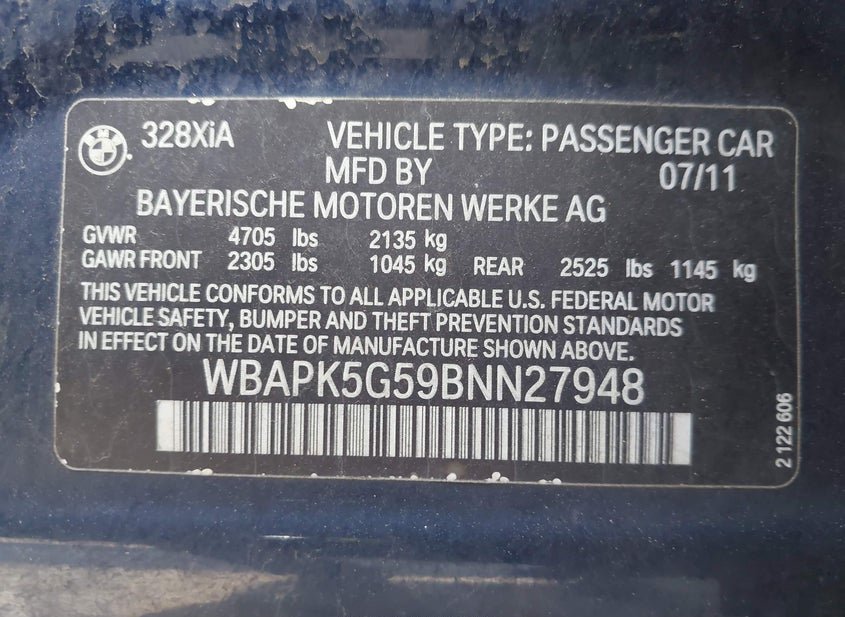 328XiA VEHICLE TYPE: PASSENGER CAR
MFD BY 07/11
BAYERISCHE MOTOREN WERKE AG
GVWR 4705 lbs 2135 kg
GAWR FRONT 2305 lbs 1045 kg REAR 2525 lbs 1145 kg
THIS VEHICLE CONFORMS TO ALL APPLICABLE U.S. FEDERAL MOTOR
VEHICLE SAFETY, BUMPER AND THEFT PREVENTION STANDARDS
IN EFFECT ON THE DATE OF MANUFACTURE SHOWN ABOVE.
WBAPK5G59BNN27948
2 122 606